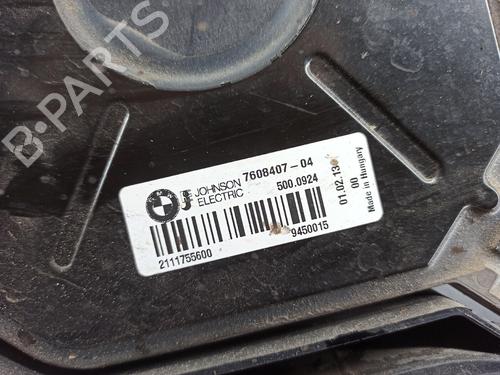 B-PARTS
JOHNSON ELECTRIC
7608407-04
500.0924
2111755600
9450015
01.02.13
00
Made in Hungary